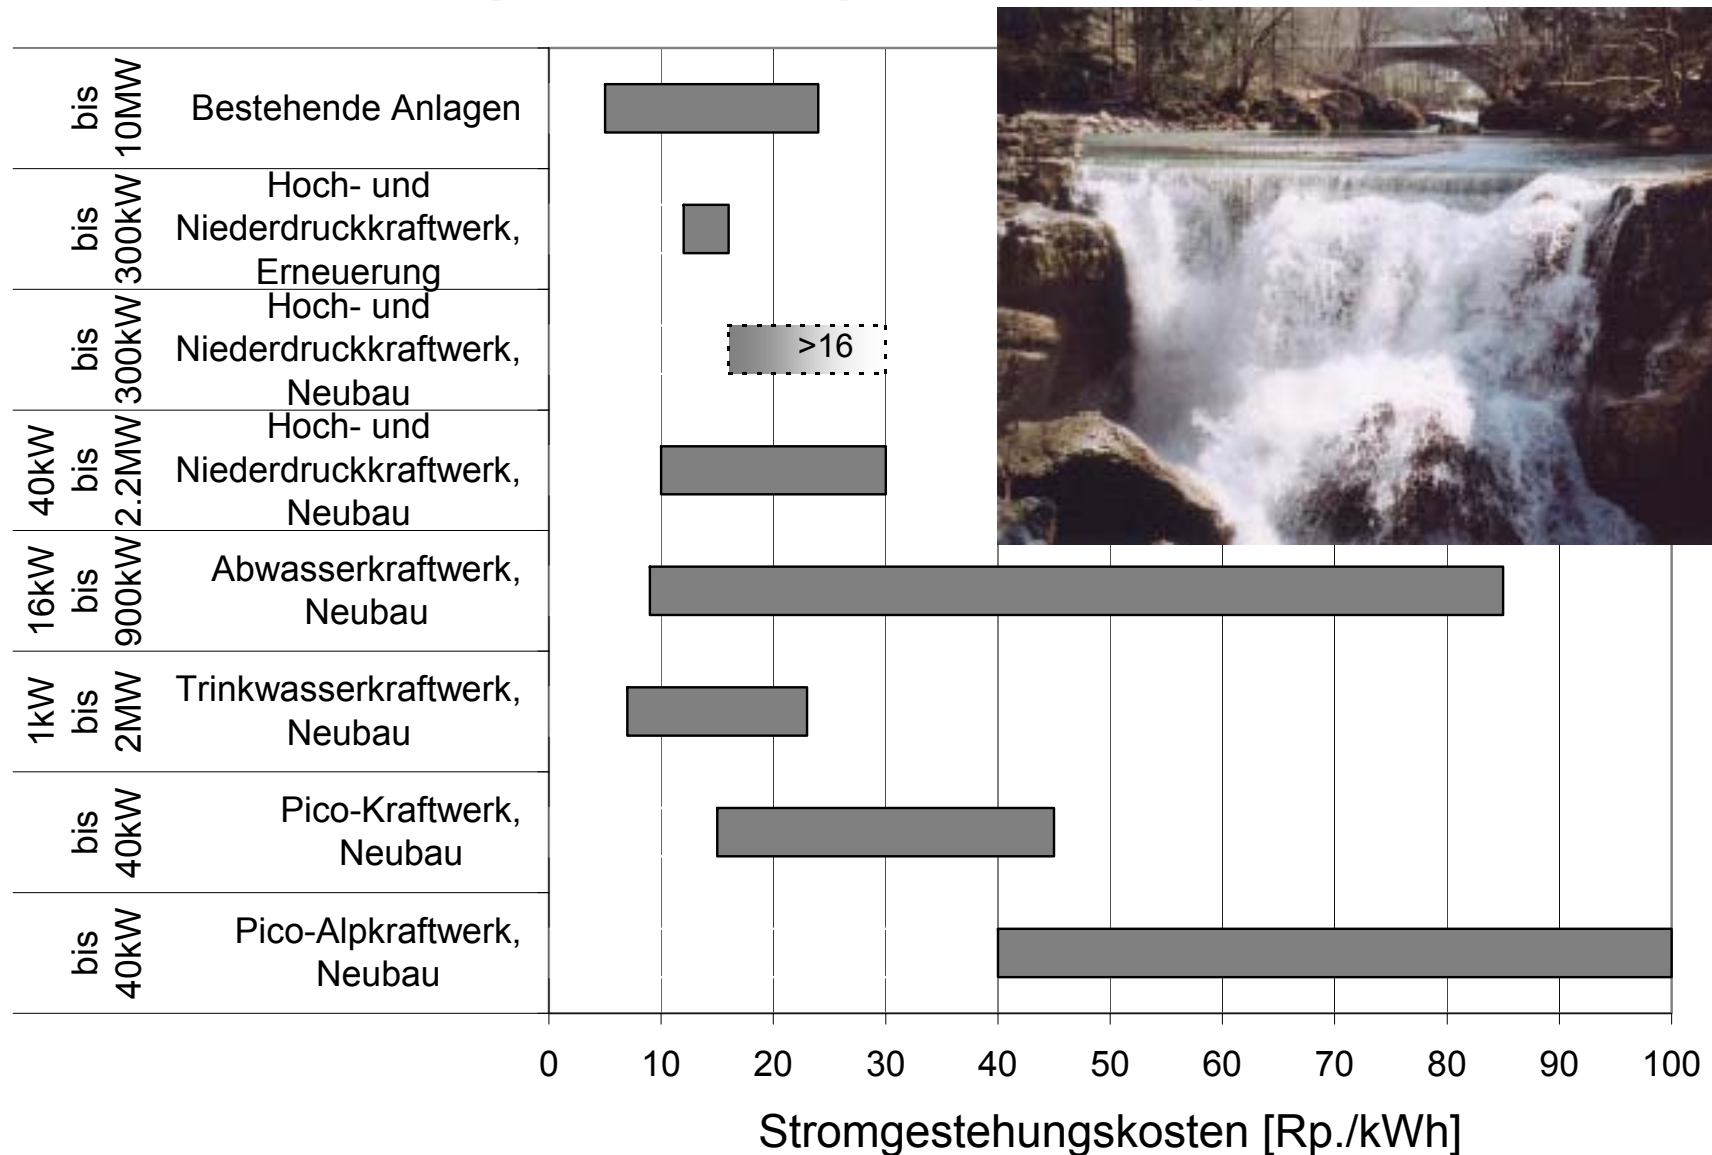 bis
10MW
Bestehende Anlagen
bis
300kW
Hoch- und
Niederdruckkraftwerk,
Erneuerung
bis
300kW
Hoch- und
Niederdruckkraftwerk,
Neubau
>16
40kW
bis
2.2MW
Hoch- und
Niederdruckkraftwerk,
Neubau
16kW
bis
900kW
Abwasserkraftwerk,
Neubau
1kW
bis
2MW
Trinkwasserkraftwerk,
Neubau
bis
40kW
Pico-Kraftwerk,
Neubau
bis
40kW
Pico-Alpkraftwerk,
Neubau
0 10 20 30 40 50 60 70 80 90 100
Stromgestehungskosten [Rp./kWh]